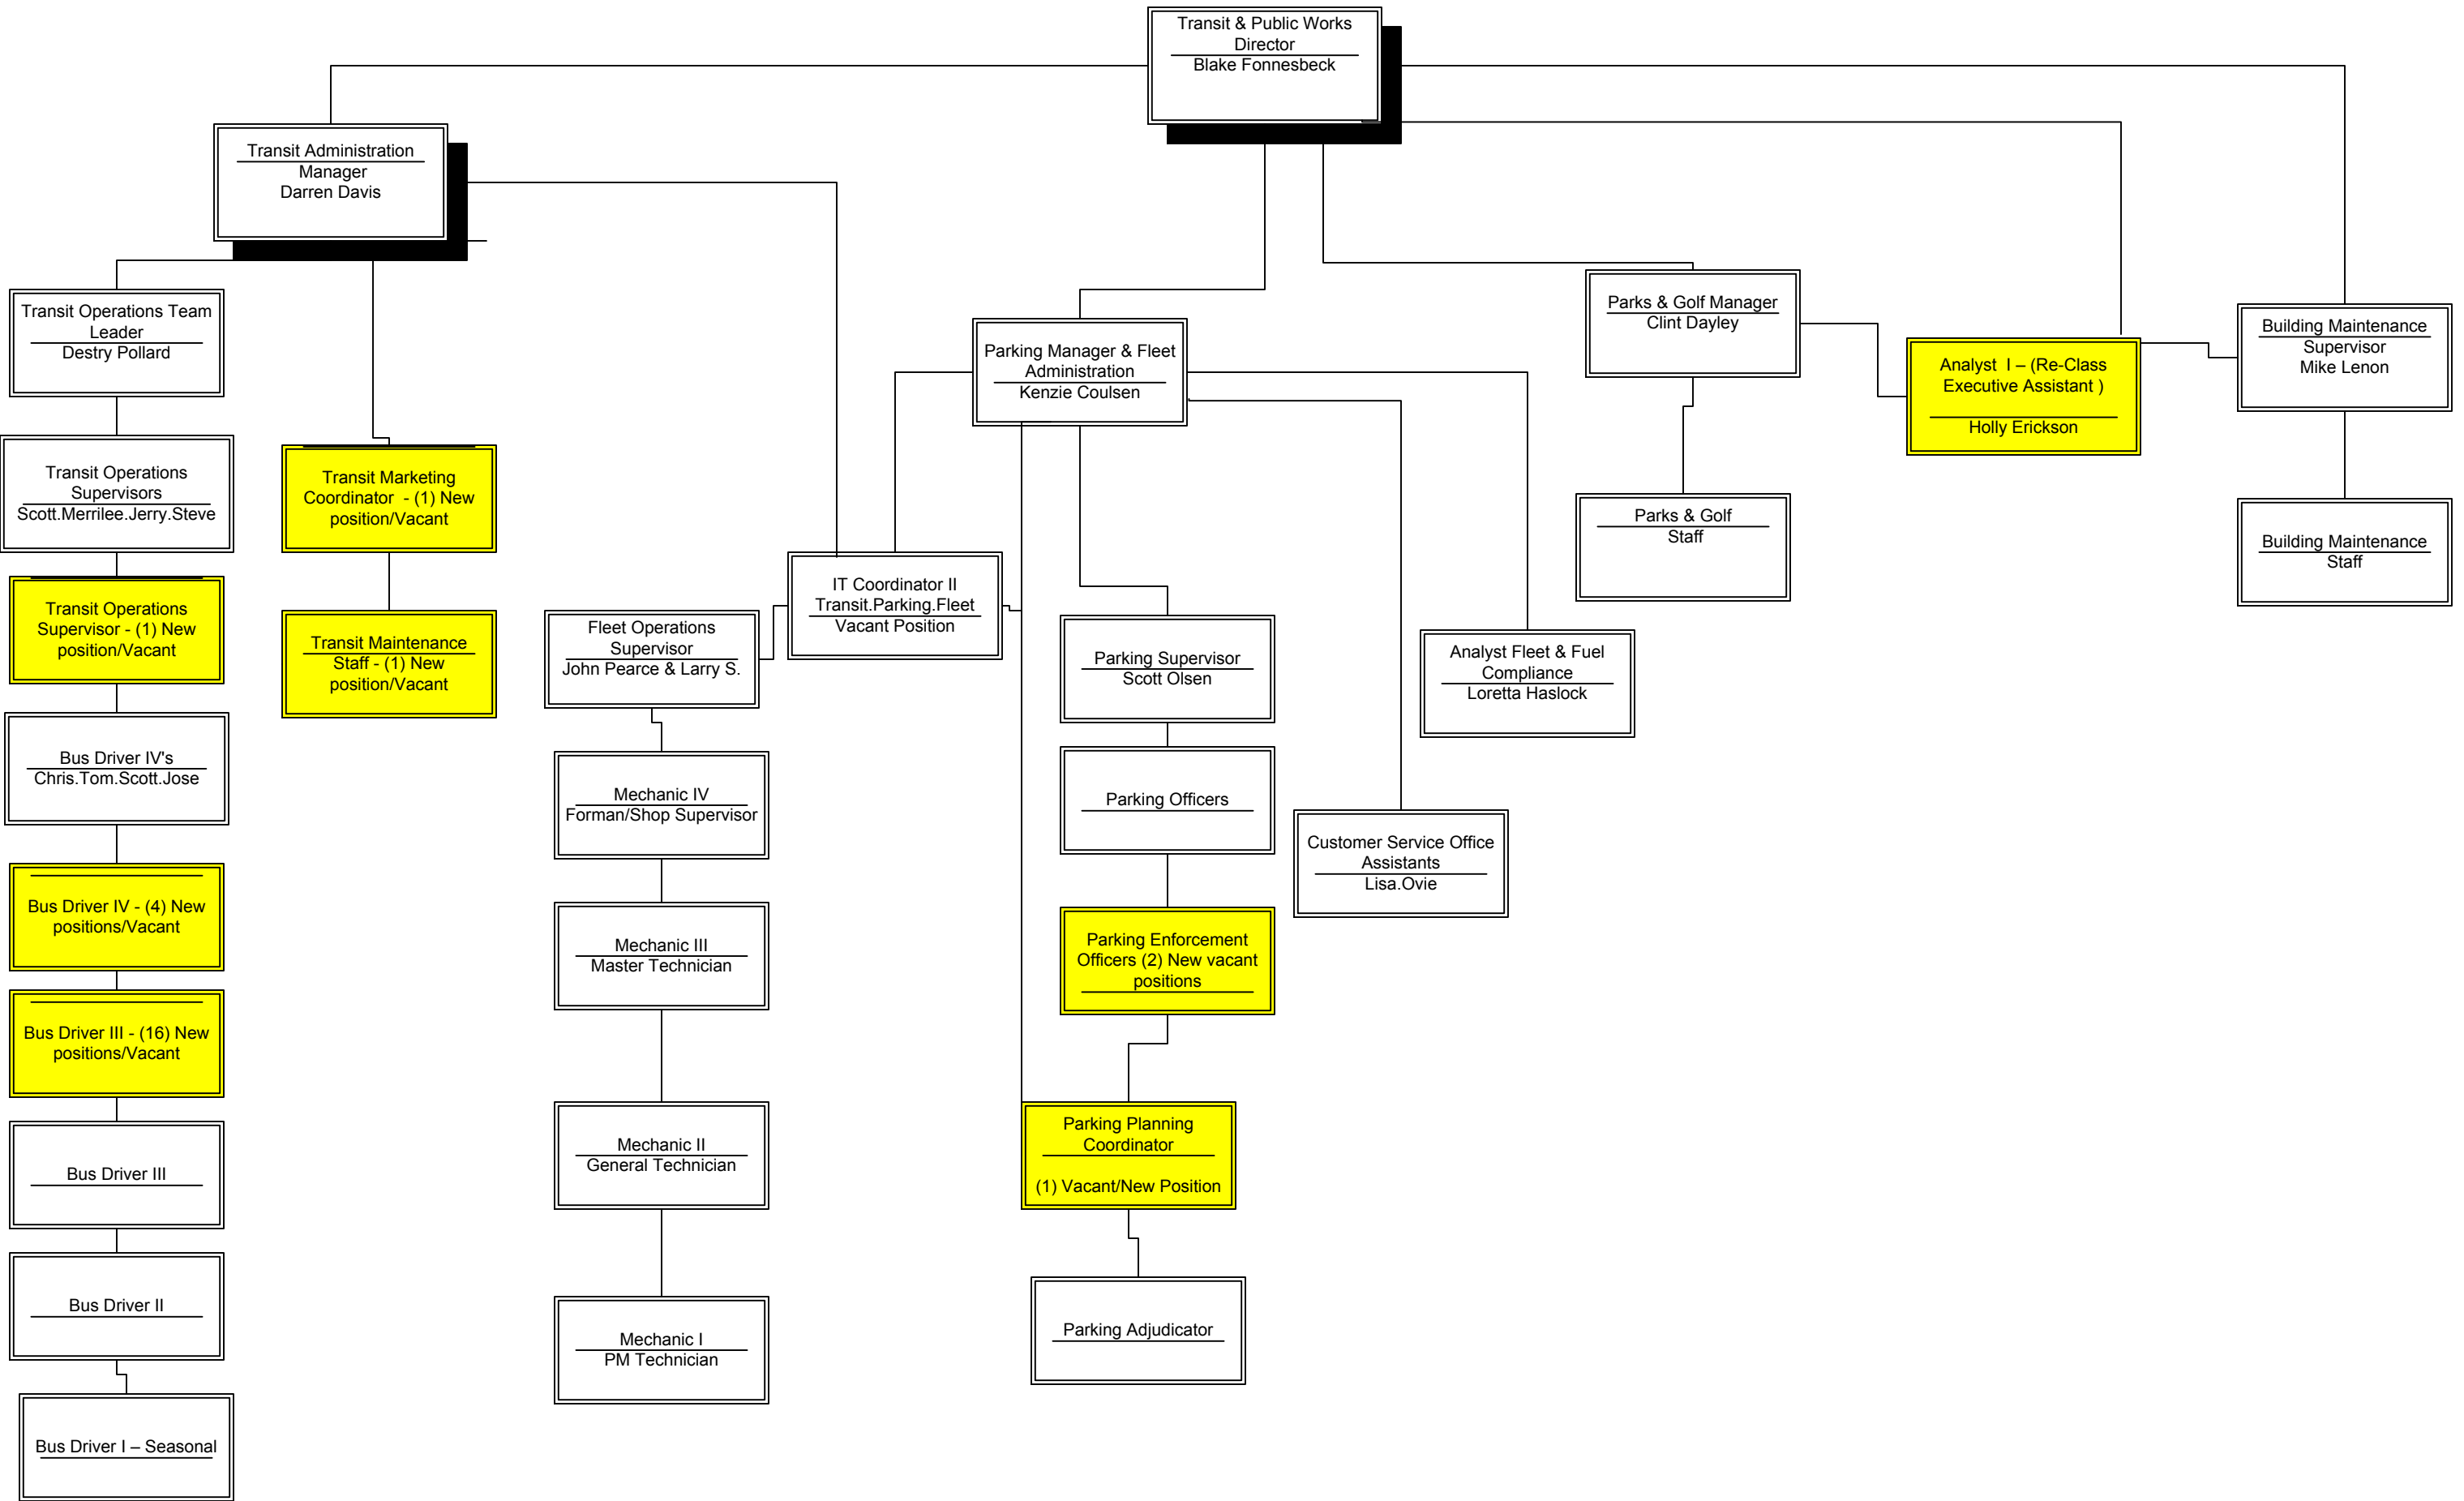 Transit & Public Works
Director
Blake Fonnesbeck
Transit Administration
Manager
Darren Davis
Transit Operations Team
Leader
Destry Pollard
Transit Operations
Supervisors
Scott.Merrilee.Jerry.Steve
Transit Operations
Supervisor - (1) New
position/Vacant
Bus Driver IV's
Chris.Tom.Scott.Jose
Bus Driver IV - (4) New
positions/Vacant
Bus Driver III - (16) New
positions/Vacant
Bus Driver III
Bus Driver II
Bus Driver I – Seasonal
Transit Marketing
Coordinator - (1) New
position/Vacant
Transit Maintenance
Staff - (1) New
position/Vacant
Fleet Operations
Supervisor
John Pearce & Larry S.
Mechanic IV
Forman/Shop Supervisor
Mechanic III
Master Technician
Mechanic II
General Technician
Mechanic I
PM Technician
IT Coordinator II
Transit.Parking.Fleet
Vacant Position
Parking Manager & Fleet
Administration
Kenzie Coulsen
Parking Supervisor
Scott Olsen
Parking Officers
Parking Enforcement
Officers (2) New vacant
positions
Parking Planning
Coordinator
(1) Vacant/New Position
Parking Adjudicator
Customer Service Office
Assistants
Lisa.Ovie
Analyst Fleet & Fuel
Compliance
Loretta Haslock
Parks & Golf Manager
Clint Dayley
Parks & Golf
Staff
Analyst I – (Re-Class
Executive Assistant )
Holly Erickson
Building Maintenance
Supervisor
Mike Lenon
Building Maintenance
Staff